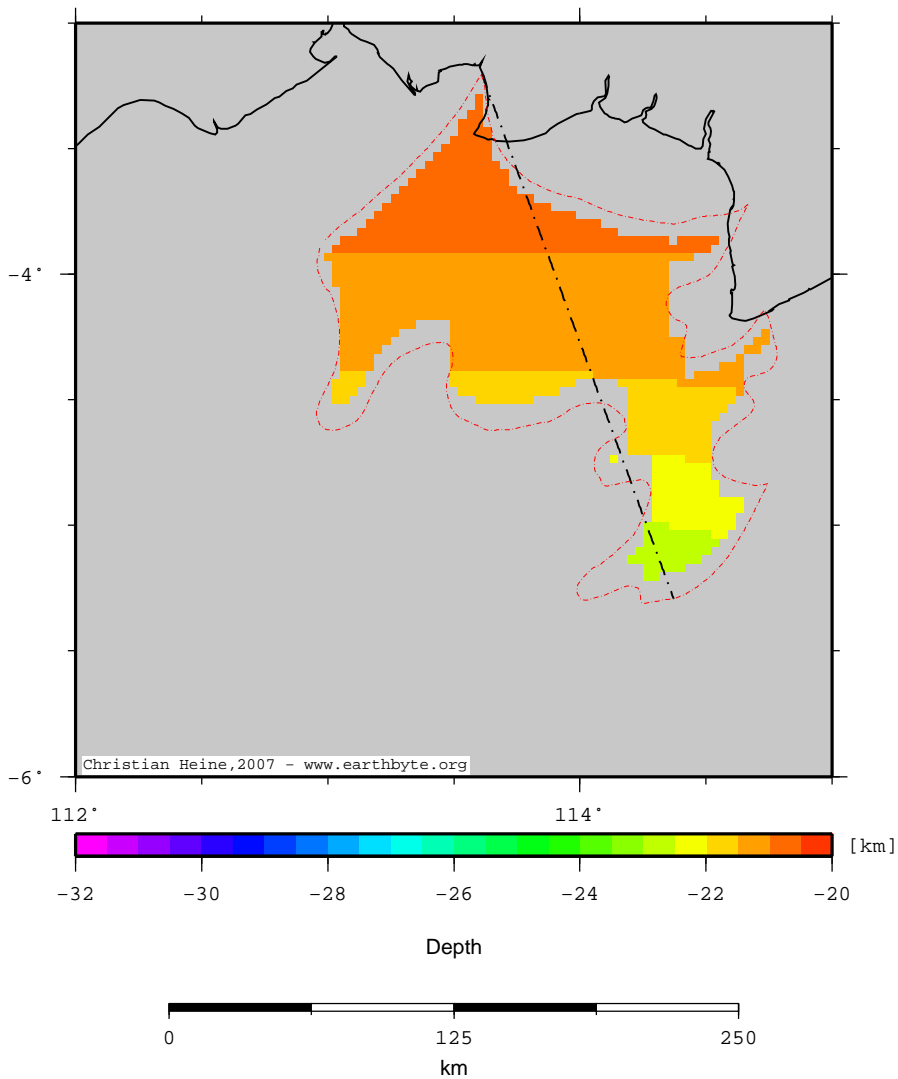 −4˚
−6˚
Christian Heine,2007 − www.earthbyte.org
112˚ 114˚
[km]
−32 −30 −28 −26 −24 −22 −20
Depth
0 125 250
km